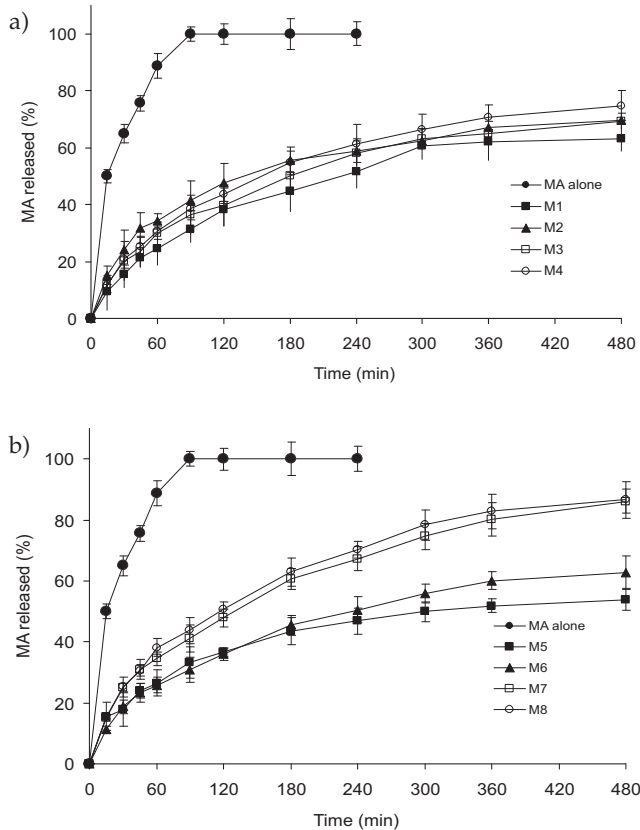 a)
100
80
60
40
20
0
MA released (%)
MA alone
M1
M2
M3
M4
0 60 120 180 240 300 360 420 480
Time (min)
b)
100
80
60
40
20
0
MA released (%)
MA alone
M5
M6
M7
M8
0 30 60 90 120 240 300 360 420 480
Time (min)